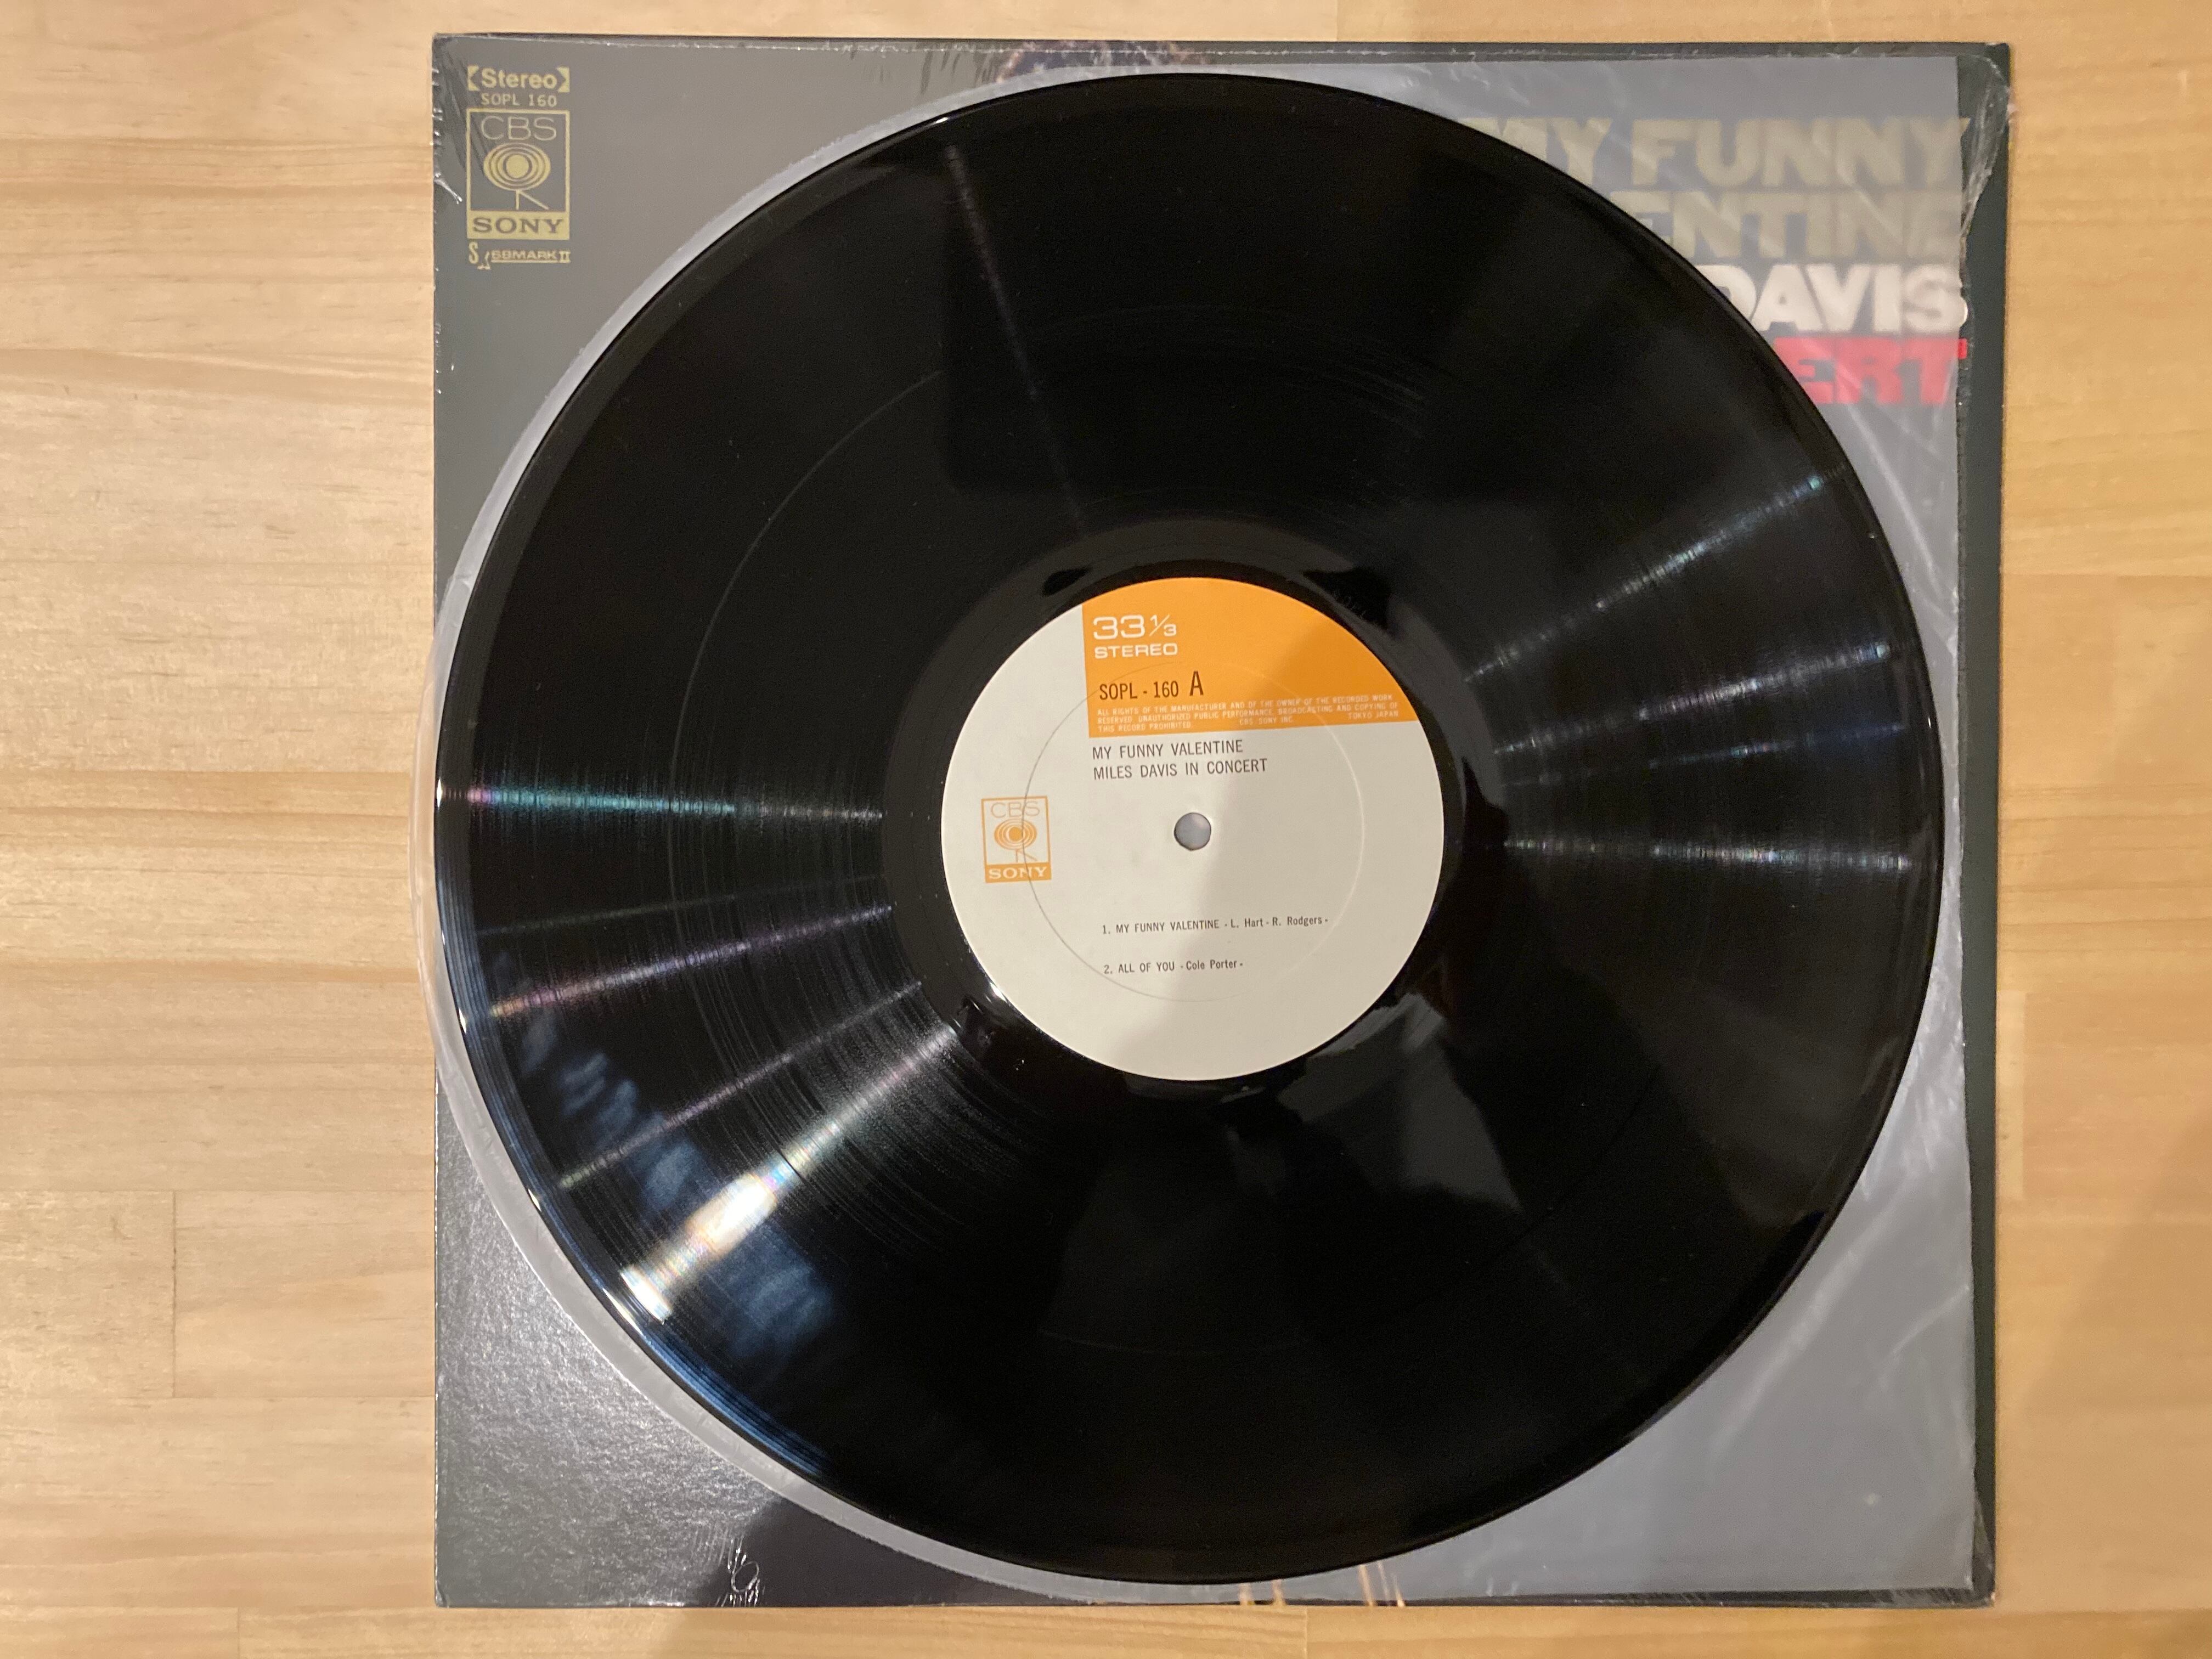 【Stereo】
SOPL 160
CBS
SONY
68MARKⅡ
MY FUNNY
ENTINE
DAVIS
ERT
33⅓
STEREO
SOPL - 160 A
ALL RIGHTS OF THE MANUFACTURER AND OF THE OWNER OF THE RECORDED WORK
RESERVED UNAUTHORIZED PUBLIC PERFORMANCE BROADCASTING AND COPYING OF
THIS RECORD PROHIBITED. CBS/SONY INC. TOKYO JAPAN
MY FUNNY VALENTINE
MILES DAVIS IN CONCERT
CBS
SONY
1. MY FUNNY VALENTINE - L. Hart - R. Rodgers -
2. ALL OF YOU - Cole Porter -